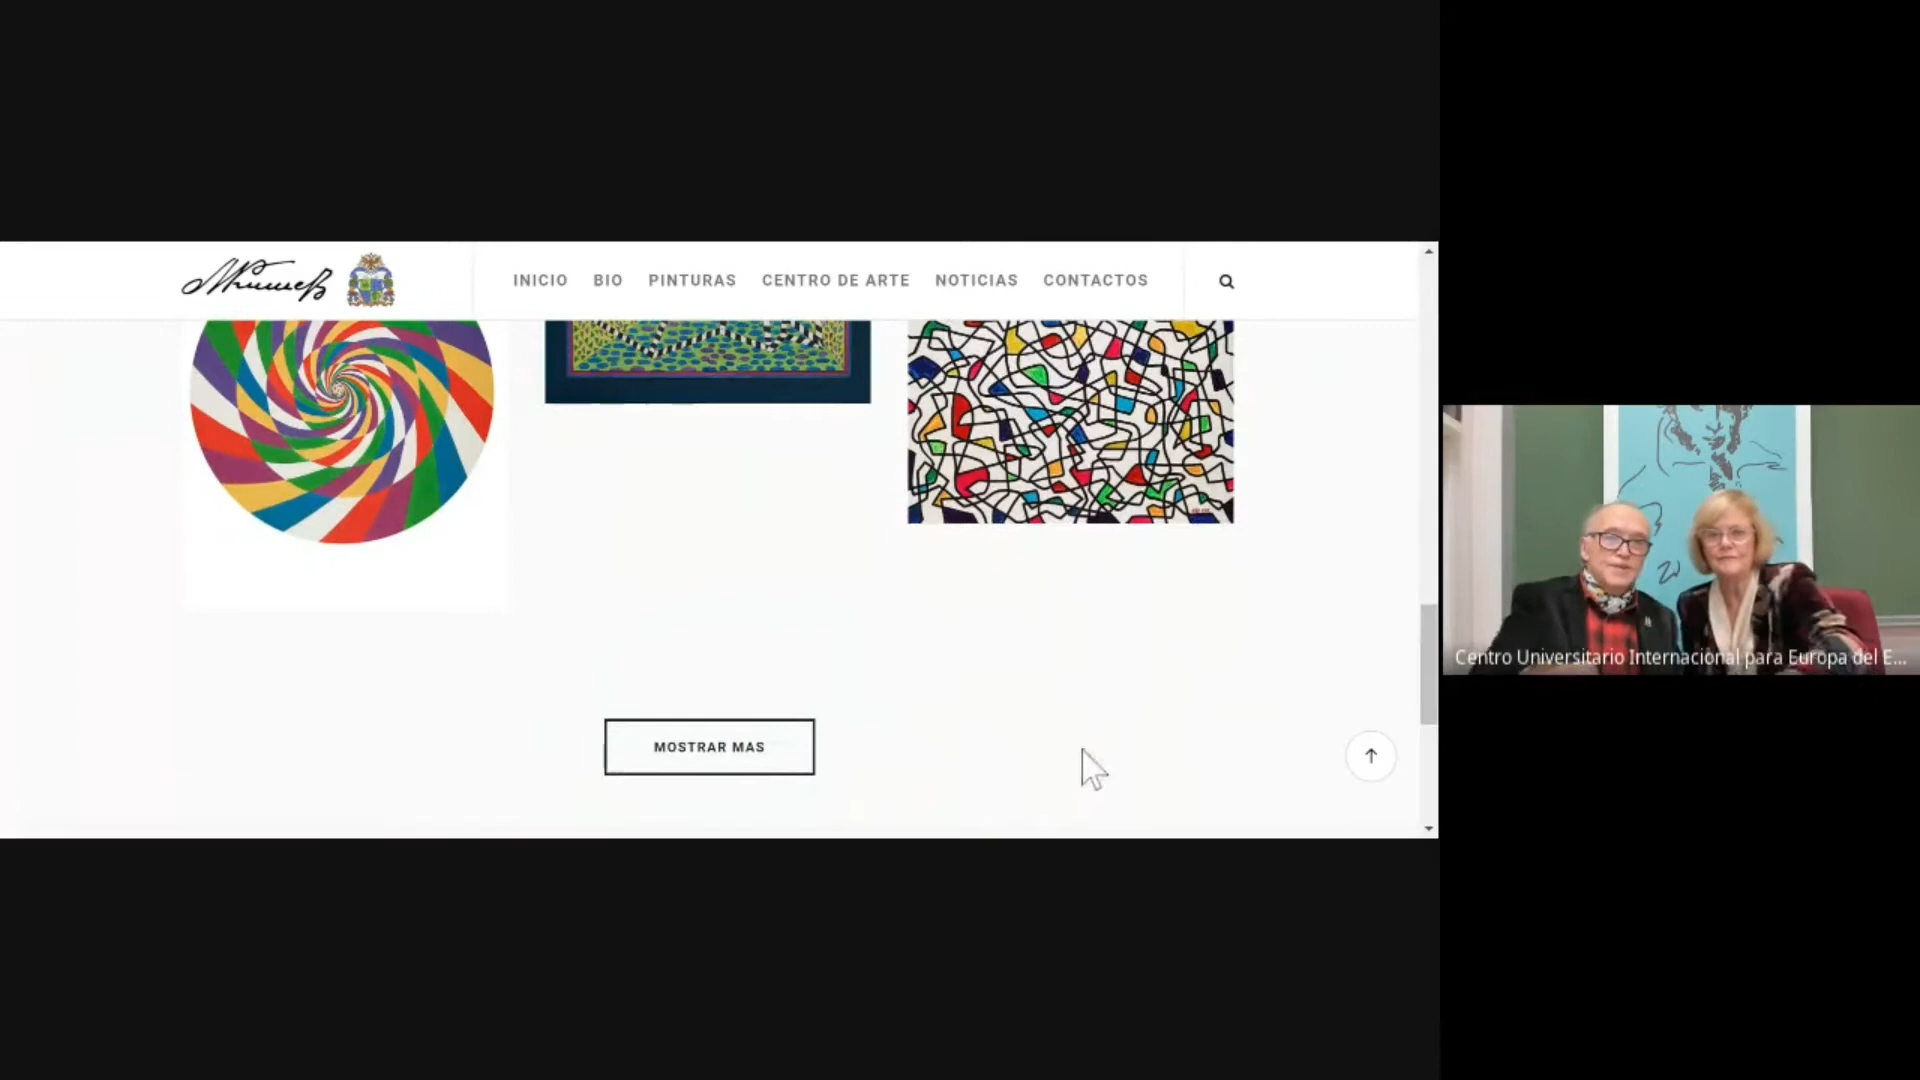 INICIO BIO PINTURAS CENTRO DE ARTE NOTICIAS CONTACTOS
MOSTRAR MAS
Centro Universitario Internacional para Europa del E...